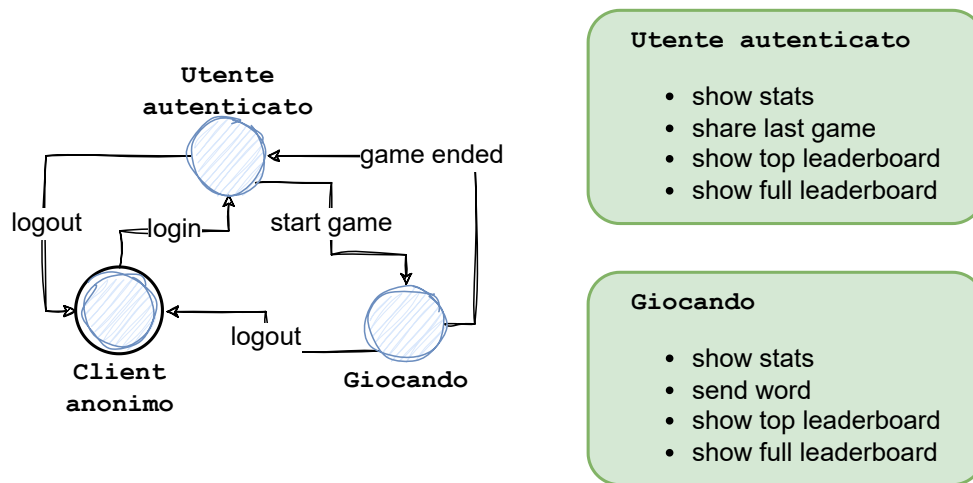 Utente
autenticato
game ended
logout
login
start game
logout
Client
anonimo
Giocando
Utente autenticato
• show stats
• share last game
• show top leaderboard
• show full leaderboard
Giocando
• show stats
• send word
• show top leaderboard
• show full leaderboard